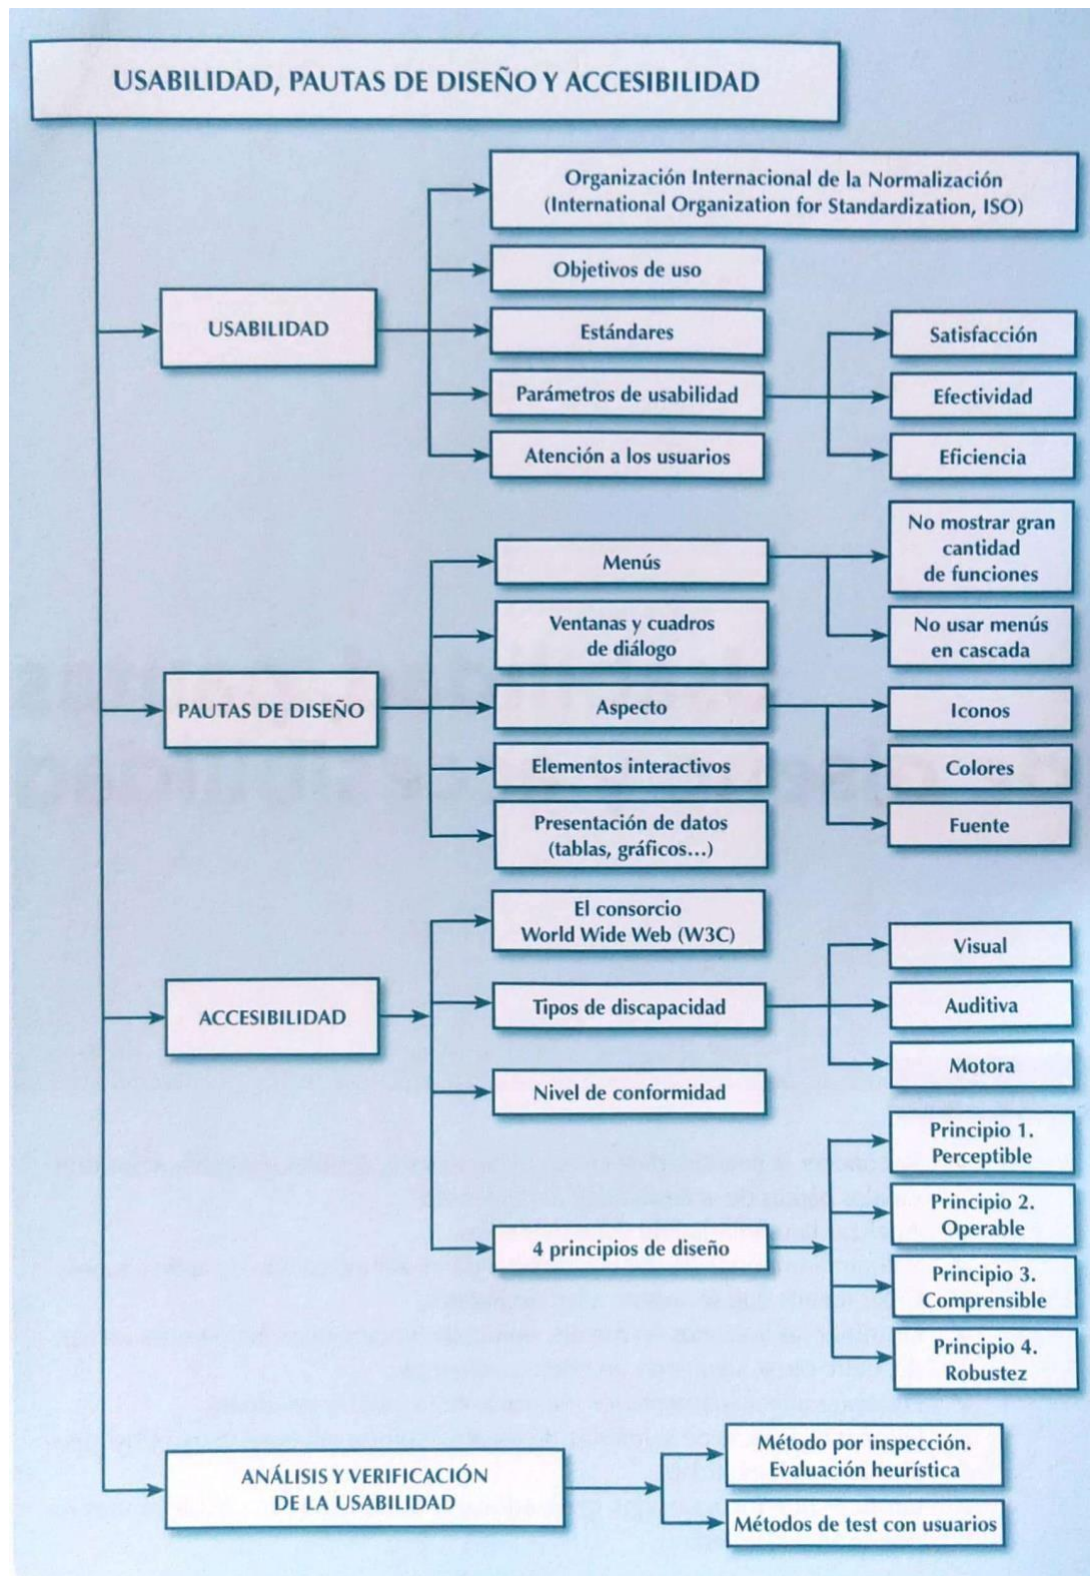 USABILIDAD, PAUTAS DE DISEÑO Y ACCESIBILIDAD
USABILIDAD
Organización Internacional de la Normalización
(International Organization for Standardization, ISO)
Objetivos de uso
Estándares
Parámetros de usabilidad
Atención a los usuarios
Satisfacción
Efectividad
Eficiencia
PAUTAS DE DISEÑO
Menús
Ventanas y cuadros
de diálogo
Aspecto
Elementos interactivos
Presentación de datos
(tablas, gráficos...)
No mostrar gran
cantidad
de funciones
No usar menús
en cascada
Iconos
Colores
Fuente
ACCESIBILIDAD
El consorcio
World Wide Web (W3C)
Tipos de discapacidad
Nivel de conformidad
4 principios de diseño
Visual
Auditiva
Motora
Principio 1.
Perceptible
Principio 2.
Operable
Principio 3.
Comprensible
Principio 4.
Robustez
ANÁLISIS Y VERIFICACIÓN
DE LA USABILIDAD
Método por inspección.
Evaluación heurística
Métodos de test con usuarios